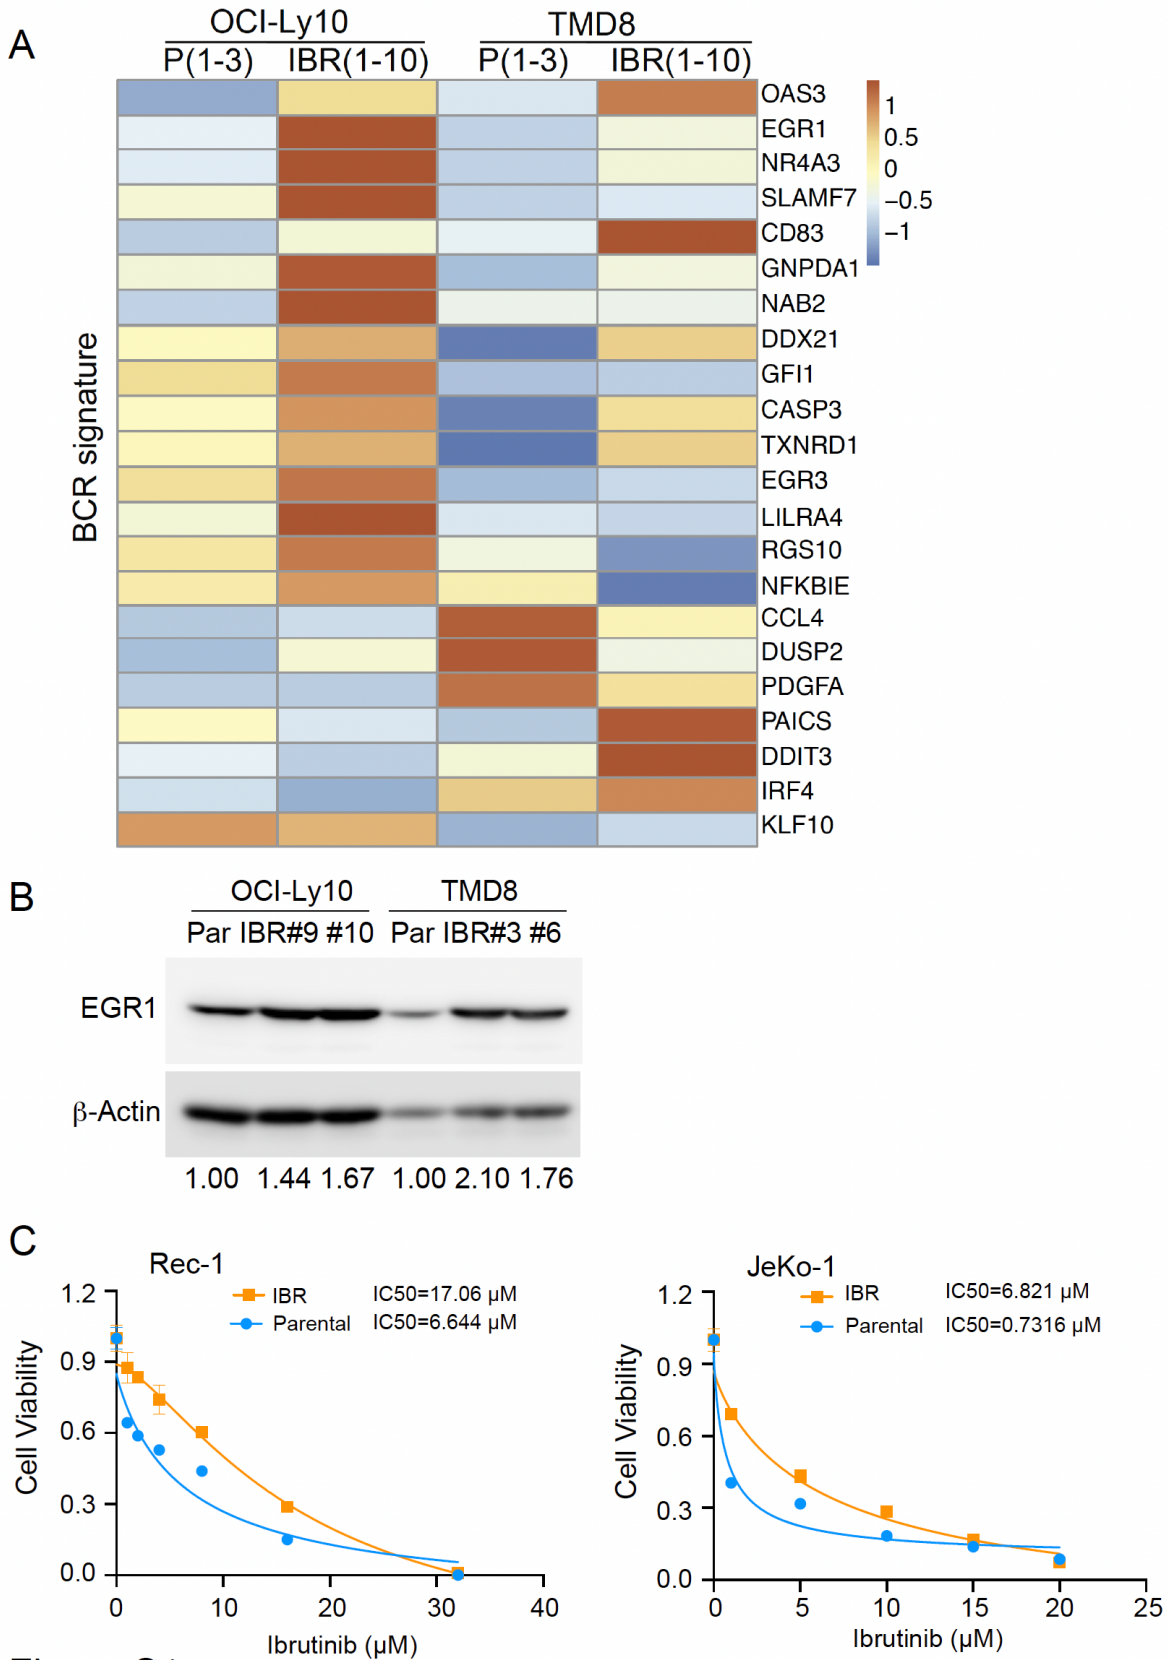 A
OCI-Ly10 TMD8
P(1-3) IBR(1-10) P(1-3) IBR(1-10)
BCR signature
OAS3
EGR1
NR4A3
SLAMF7
CD83
GNPDA1
NAB2
DDX21
GFI1
CASP3
TXNRD1
EGR3
LILRA4
RGS10
NFKBIE
CCL4
DUSP2
PDGFA
PAICS
DDIT3
IRF4
KLF10
1
0.5
0
−0.5
−1
B
OCI-Ly10 TMD8
Par IBR#9 #10 Par IBR#3 #6
EGR1
β-Actin
1.00 1.44 1.67 1.00 2.10 1.76
C
Rec-1
IBR IC50=17.06 μM
Parental IC50=6.644 μM
Cell Viability
1.2
0.9
0.6
0.3
0.0
0 10 20 30 40
Ibrutinib (μM)
JeKo-1
IBR IC50=6.821 μM
Parental IC50=0.7316 μM
Cell Viability
1.2
0.9
0.6
0.3
0.0
0 5 10 15 20 25
Ibrutinib (μM)